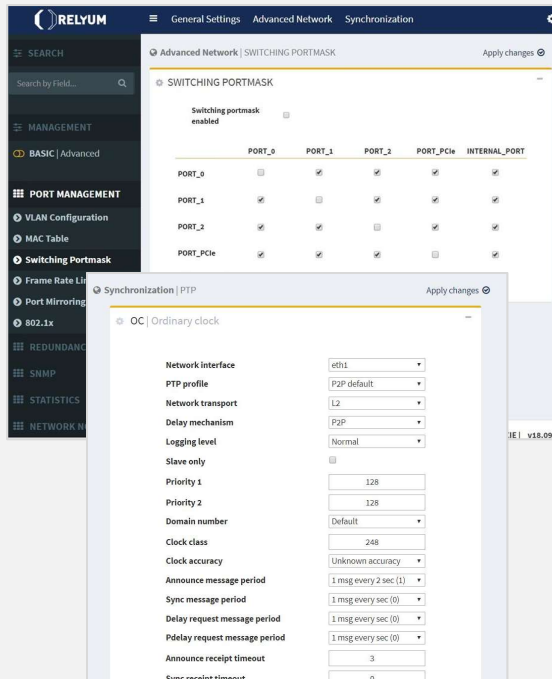 RELYUM
General Settings Advanced Network Synchronization
SEARCH
Search by Field...
MANAGEMENT
BASIC | Advanced
PORT MANAGEMENT
VLAN Configuration
MAC Table
Switching Portmask
Frame Rate Li
Port Mirroring
802.1x
REDUNDANC
SNMP
STATISTICS
NETWORK N
Advanced Network | SWITCHING PORTMASK Apply changes
SWITCHING PORTMASK
Switching portmask
enabled
PORT_0 PORT_1 PORT_2 PORT_PCIe INTERNAL_PORT
PORT_0
PORT_1
PORT_2
PORT_PCIe
KIE | v18.09
Synchronization | PTP Apply changes
OC | Ordinary clock
Network interface eth1
PTP profile P2P default
Network transport L2
Delay mechanism P2P
Logging level Normal
Slave only
Priority 1 128
Priority 2 128
Domain number Default
Clock class 248
Clock accuracy Unknown accuracy
Announce message period 1 msg every 2 sec (1)
Sync message period 1 msg every sec (0)
Delay request message period 1 msg every sec (0)
Pdelay request message period 1 msg every sec (0)
Announce receipt timeout 3
Sync receipt timeout 0